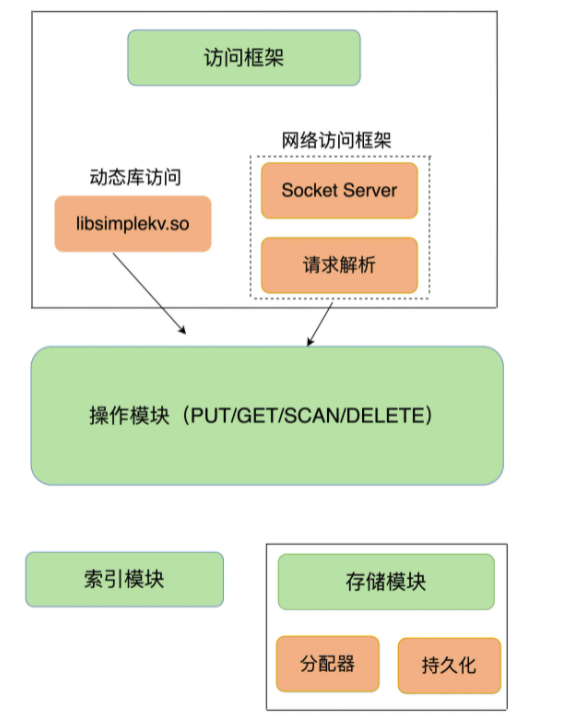 访问框架
网络访问框架
动态库访问
Socket Server
libsimplekv.so
请求解析
操作模块（PUT/GET/SCAN/DELETE）
索引模块
存储模块
分配器
持久化